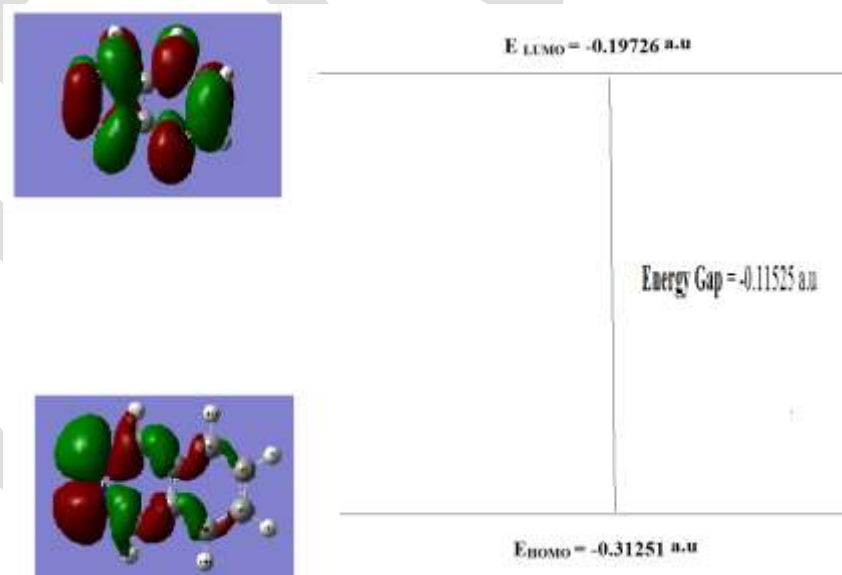 E LUMO = -0.19726 a.u
Energy Gap = -0.11525 a.u
EHOMO = -0.31251 a.u